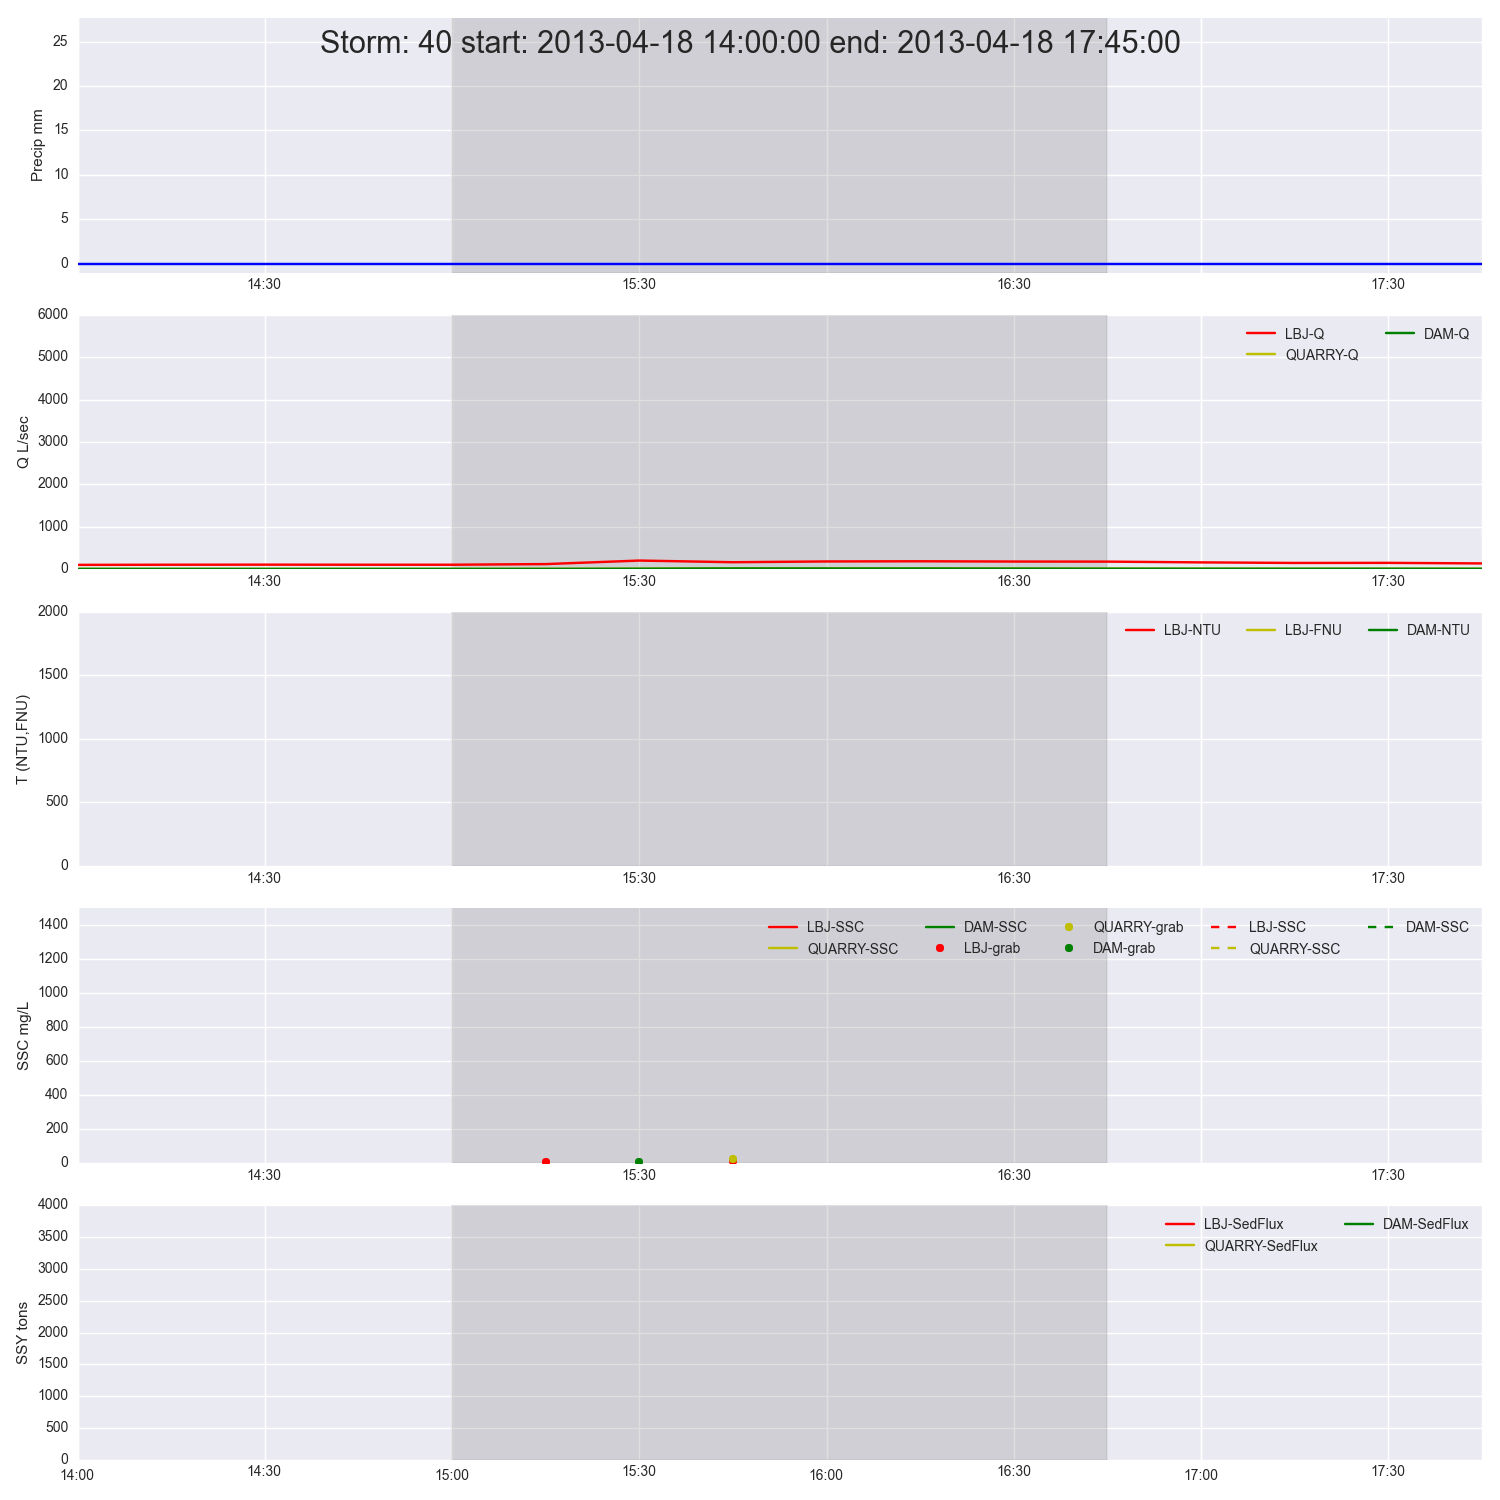 Storm: 40 start: 2013-04-18 14:00:00 end: 2013-04-18 17:45:00
Precip mm
25
20
15
10
5
0
14:30 15:30 16:30 17:30
Q L/sec
6000
5000
4000
3000
2000
1000
0
LBJ-Q DAM-Q
QUARRY-Q
14:30 15:30 16:30 17:30
T (NTU,FNU)
2000
1500
1000
500
0
LBJ-NTU LBJ-FNU DAM-NTU
14:30 15:30 16:30 17:30
SSC mg/L
1400
1200
1000
800
600
400
200
0
LBJ-SSC DAM-SSC QUARRY-grab LBJ-SSC DAM-SSC
QUARRY-SSC LBJ-grab DAM-grab QUARRY-SSC
14:30 15:30 16:30 17:30
SSY tons
4000
3500
3000
2500
2000
1500
1000
500
0
LBJ-SedFlux DAM-SedFlux
QUARRY-SedFlux
14:00 14:30 15:00 15:30 16:00 16:30 17:00 17:30